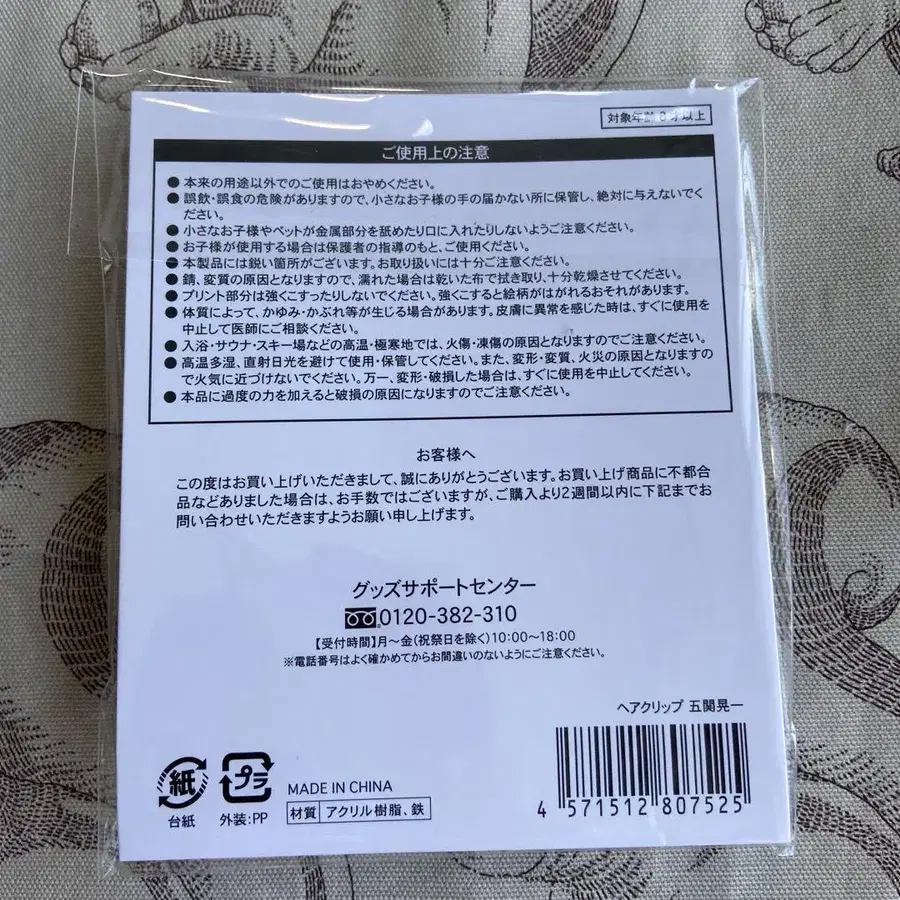 対象年齢 8才以上
ご使用上の注意
● 本来の用途以外でのご使用はおやめください。
● 誤飲・誤食の危険がありますので、小さなお子様の手の届かない所に保管し、絶対に与えないでく
ださい。
● 小さなお子様やペットが金属部分を舐めたり口に入れたりしないようご注意ください。
● お子様が使用する場合は保護者の指導のもと、ご使用ください。
● 本製品には鋭い箇所がございます。お取り扱いには十分ご注意ください。
● 錆、変質の原因となりますので、濡れた場合は乾いた布で拭き取り、十分乾燥させてください。
● プリント部分は強くこすったりしないでください。強くこすると絵柄がはがれるおそれがあります。
● 体質によって、かゆみ・かぶれ等が生じる場合があります。皮膚に異常を感じた時は、すぐに使用を
中止して医師にご相談ください。
● 入浴・サウナ・スキー場などの高温・極寒地では、火傷・凍傷の原因となりますのでご注意ください。
● 高温多湿、直射日光を避けて使用・保管してください。また、変形・変質、火災の原因となりますの
で火気に近づけないでください。万一、変形・破損した場合は、すぐに使用を中止してください。
● 本品に過度の力を加えると破損の原因になりますのでご注意ください。
お客様へ
この度はお買い上げいただきまして、誠にありがとうございます。お買い上げ商品に不都合
品などありました場合は、お手数ではございますが、ご購入より2週間以内に下記までお
問い合わせいただきますようお願い申し上げます。
グッズサポートセンター
0120-382-310
【受付時間】月〜金(祝祭日を除く)10:00〜18:00
※電話番号はよく確かめてからお間違いのないようにご注意ください。
ヘアクリップ 五関晃一
紙
台紙
プラ
外装:PP
MADE IN CHINA
材質 アクリル樹脂、鉄
4 571512 807525